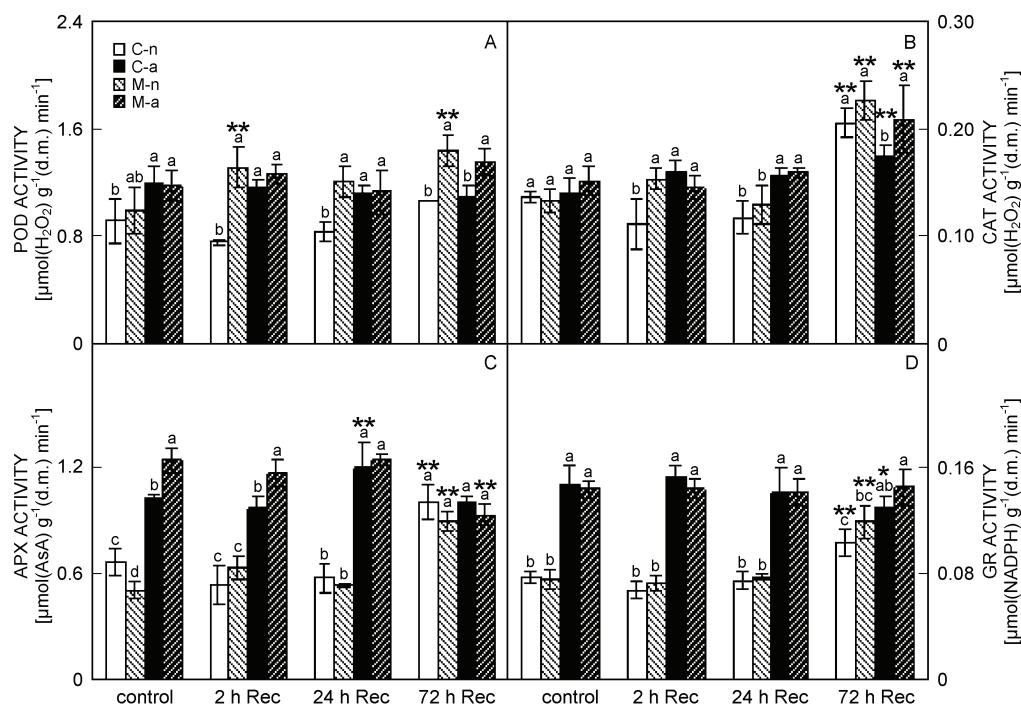 2.4
A
B
0.30
C-n
C-a
M-n
M-a
POD ACTIVITY
[µmol(H₂O₂) g⁻¹(d.m.) min⁻¹]
CAT ACTIVITY
[µmol(H₂O₂) g⁻¹(d.m.) min⁻¹]
1.6
0.20
0.8
0.10
0
0
b ab a a
b ** a a a
b a a a
b ** a b a
a a a a
b a a a
b b a a
** a ** a ** b ** a
C
D
APX ACTIVITY
[µmol(AsA) g⁻¹(d.m.) min⁻¹]
GR ACTIVITY
[µmol(NADPH) g⁻¹(d.m.) min⁻¹]
1.2
0.16
0.6
0.08
0
0
c d b a
c c b a
b b ** a a
** a ** a a ** a
b b a a
b b a a
b b a a
** c ** bc * ab a
control 2 h Rec 24 h Rec 72 h Rec control 2 h Rec 24 h Rec 72 h Rec